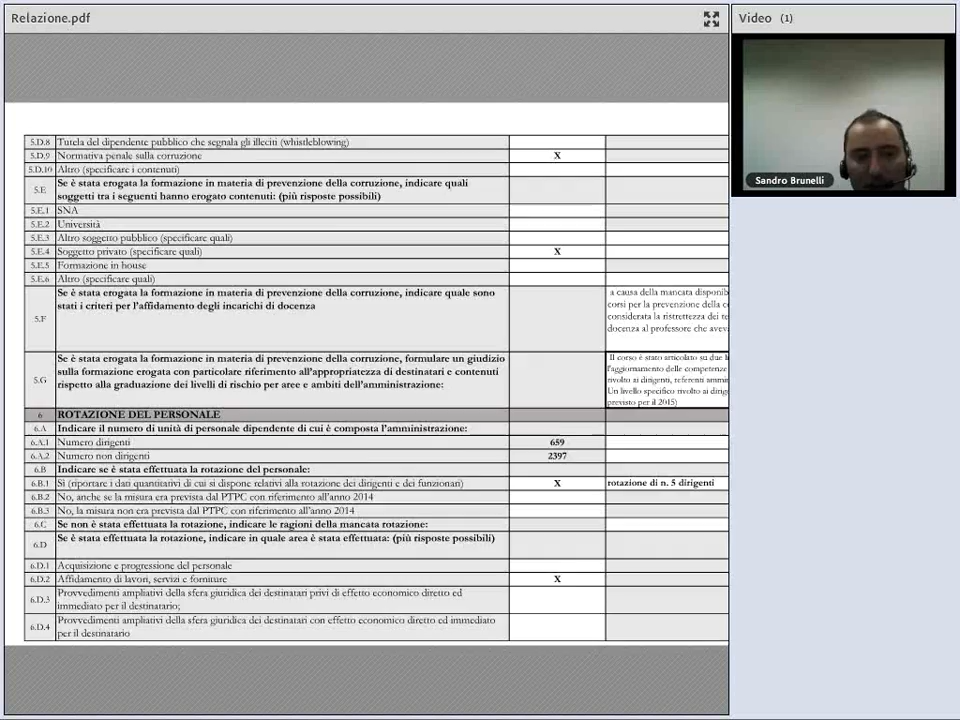 Relazione.pdf
Video (1)
Sandro Brunelli
5.D.8 Tutela del dipendente pubblico che segnala gli illeciti (whistleblowing)
5.D.9 Normativa penale sulla corruzione X
5.D.10 Altro (specificare i contenuti)
5.E Se è stata erogata la formazione in materia di prevenzione della corruzione, indicare quali
soggetti tra i seguenti hanno erogato contenuti: (più risposte possibili)
5.E.1 SNA
5.E.2 Università
5.E.3 Altro soggetto pubblico (specificare quali)
5.E.4 Soggetto privato (specificare quali) X
5.E.5 Formazione in house
5.E.6 Altro (specificare quali)
5.F Se è stata erogata la formazione in materia di prevenzione della corruzione, indicare quale sono
stati i criteri per l'affidamento degli incarichi di docenza
a causa della mancata disponib
corsi per la prevenzione della c
considerata la ristrettezza dei te
docenza al professore che avev
5.G Se è stata erogata la formazione in materia di prevenzione della corruzione, formulare un giudizio
sulla formazione erogata con particolare riferimento all'appropriatezza di destinatari e contenuti
rispetto alla graduazione dei livelli di rischio per aree e ambiti dell'amministrazione:
Il corso è stato articolato su due l
l'aggiornamento delle competenze
rivolto ai dirigenti, referenti ammin
Un livello specifico rivolto ai dirige
previsto per il 2015)
6 ROTAZIONE DEL PERSONALE
6.A Indicare il numero di unità di personale dipendente di cui è composta l'amministrazione:
6.A.1 Numero dirigenti 659
6.A.2 Numero non dirigenti 2397
6.B Indicare se è stata effettuata la rotazione del personale:
6.B.1 Sì (riportare i dati quantitativi di cui si dispone relativi alla rotazione dei dirigenti e dei funzionari) X rotazione di n. 5 dirigenti
6.B.2 No, anche se la misura era prevista dal PTPC con riferimento all'anno 2014
6.B.3 No, la misura non era prevista dal PTPC con riferimento all'anno 2014
6.C Se non è stata effettuata la rotazione, indicare le ragioni della mancata rotazione:
6.D Se è stata effettuata la rotazione, indicare in quale area è stata effettuata: (più risposte possibili)
6.D.1 Acquisizione e progressione del personale
6.D.2 Affidamento di lavori, servizi e forniture X
6.D.3 Provvedimenti ampliativi della sfera giuridica dei destinatari privi di effetto economico diretto ed
immediato per il destinatario;
6.D.4 Provvedimenti ampliativi della sfera giuridica dei destinatari con effetto economico diretto ed immediato
per il destinatario